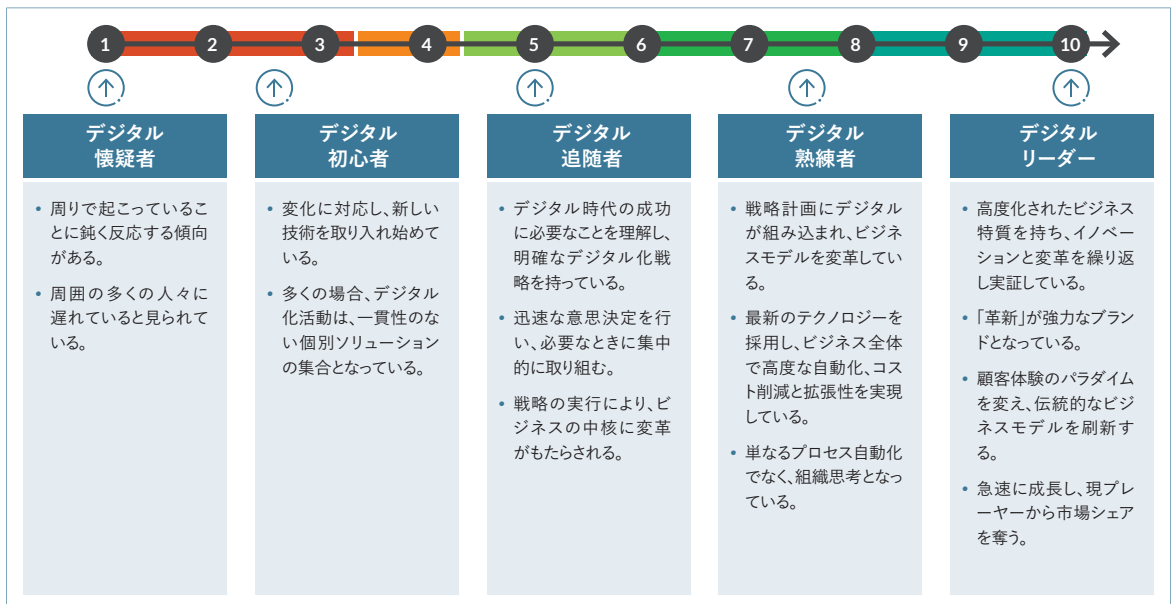 1 2 3 4 5 6 7 8 9 10
デジタル
懐疑者
• 周りで起こっているこ
とに鈍く反応する傾向
がある。
• 周囲の多くの人々に
遅れていると見られて
いる。
デジタル
初心者
• 変化に対応し、新しい
技術を取り入れ始めて
いる。
• 多くの場合、デジタル
化活動は、一貫性のな
い個別ソリューション
の集合となっている。
デジタル
追随者
• デジタル時代の成功
に必要なことを理解し、
明確なデジタル化戦
略を持っている。
• 迅速な意思決定を行
い、必要なときに集中
的に取り組む。
• 戦略の実行により、ビ
ジネスの中核に変革
がもたらされる。
デジタル
熟練者
• 戦略計画にデジタル
が組み込まれ、ビジネ
スモデルを変革してい
る。
• 最新のテクノロジーを
採用し、ビジネス全体
で高度な自動化、コス
ト削減と拡張性を実現
している。
• 単なるプロセス自動化
でなく、組織思考となっ
ている。
デジタル
リーダー
• 高度化されたビジネス
特質を持ち、イノベー
ションと変革を繰り返
し実証している。
• 「革新」が強力なブラン
ドとなっている。
• 顧客体験のパラダイム
を変え、伝統的なビジ
ネスモデルを刷新す
る。
• 急速に成長し、現プレ
ーヤーから市場シェア
を奪う。